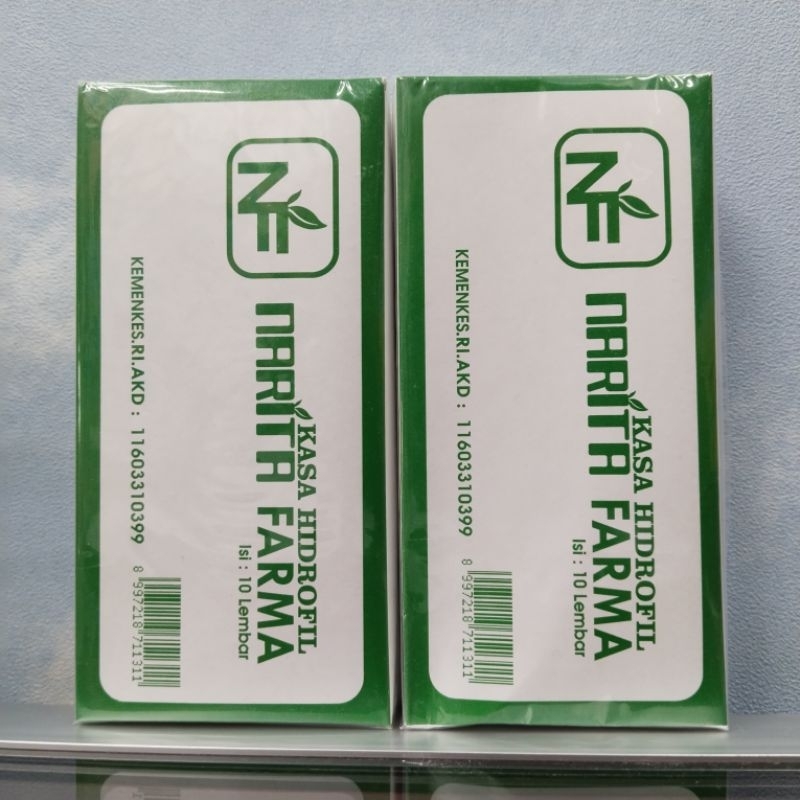 NF
KASA HIDROFIL
NARITA FARMA
Isi : 10 Lembar
KEMENKES.RI.AKD : 11603310399
8 997218 711311
NF
KASA HIDROFIL
NARITA FARMA
Isi : 10 Lembar
KEMENKES.RI.AKD : 11603310399
8 997218 711311